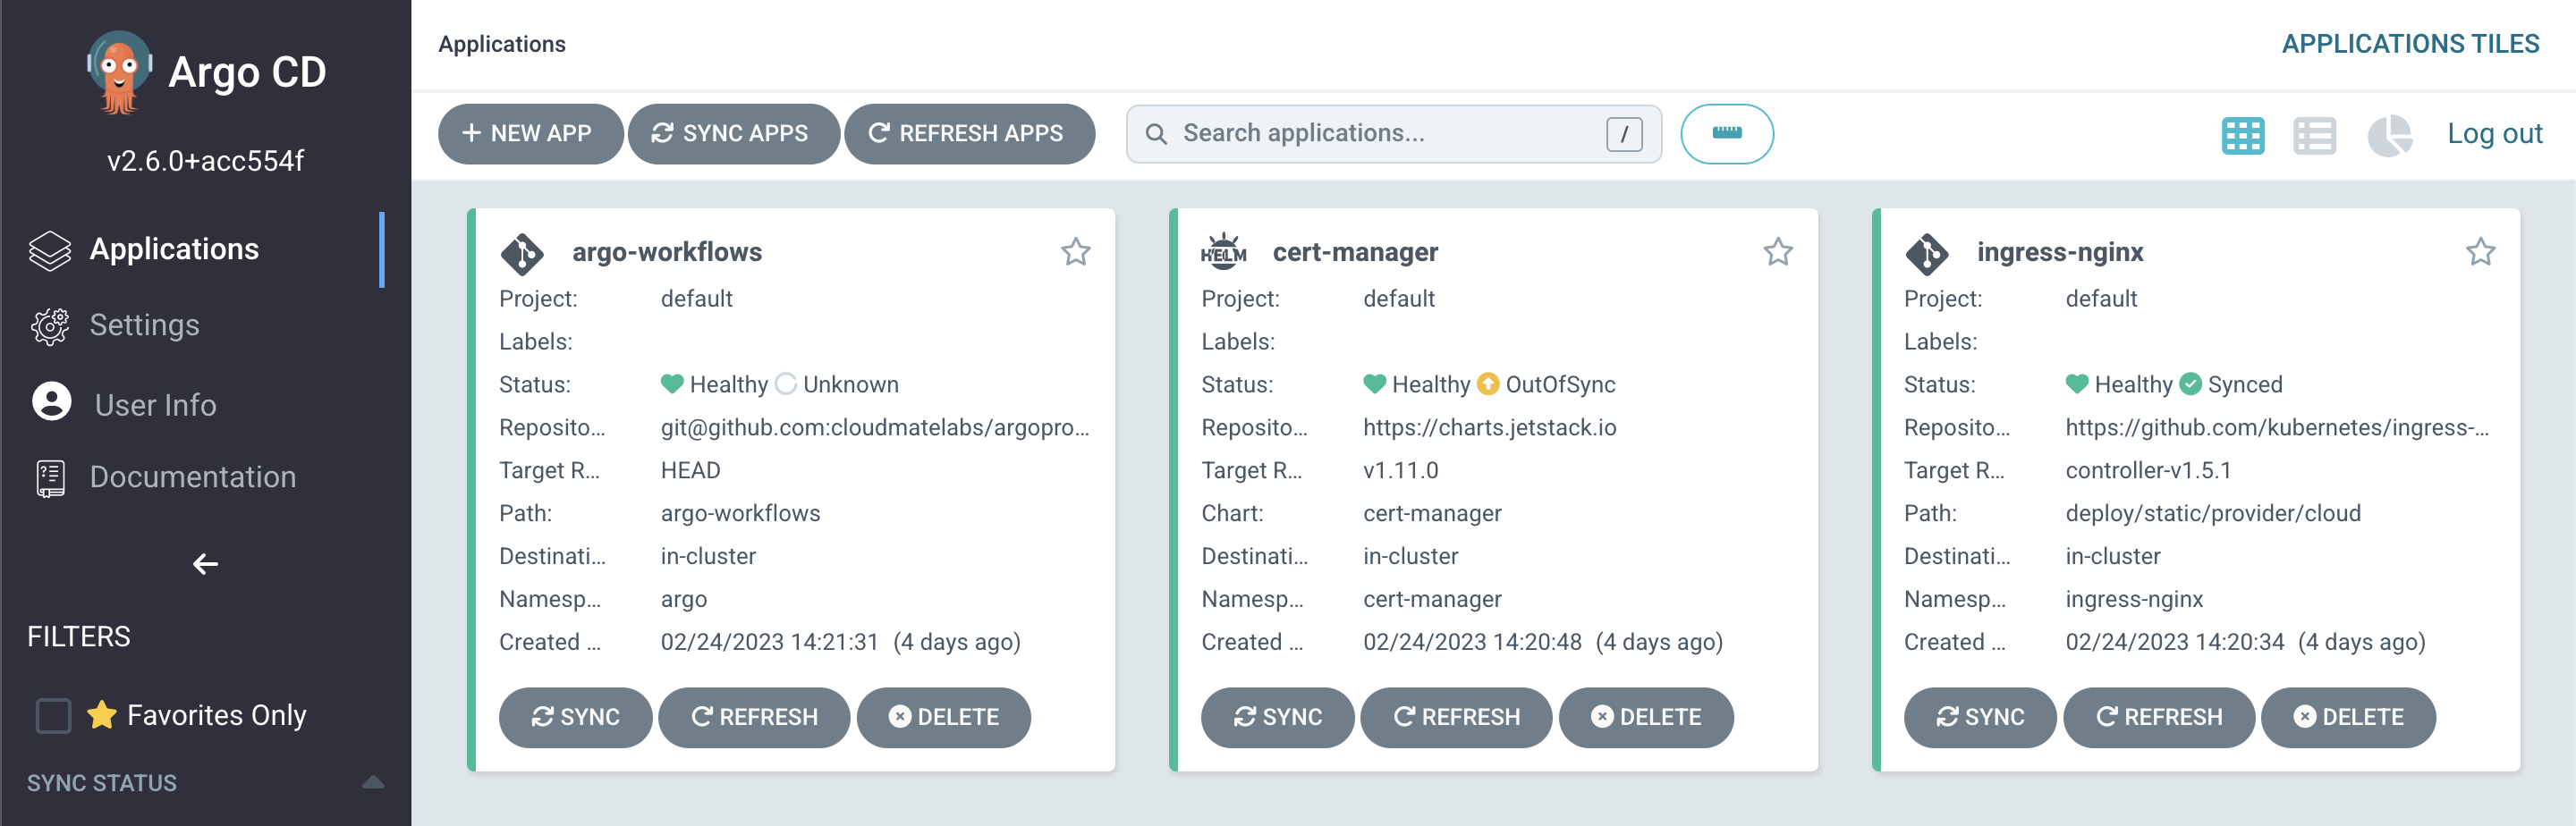 Argo CD
v2.6.0+acc554f
Applications
Settings
User Info
Documentation
FILTERS
Favorites Only
SYNC STATUS
Applications
APPLICATIONS TILES
NEW APP
SYNC APPS
REFRESH APPS
Search applications...
/
Log out
argo-workflows
Project: default
Labels:
Status: Healthy Unknown
Reposito... git@github.com:cloudmatelabs/argopro...
Target R... HEAD
Path: argo-workflows
Destinati... in-cluster
Namesp... argo
Created ... 02/24/2023 14:21:31 (4 days ago)
SYNC REFRESH DELETE
HELM
cert-manager
Project: default
Labels:
Status: Healthy OutOfSync
Reposito... https://charts.jetstack.io
Target R... v1.11.0
Chart: cert-manager
Destinati... in-cluster
Namesp... cert-manager
Created ... 02/24/2023 14:20:48 (4 days ago)
SYNC REFRESH DELETE
ingress-nginx
Project: default
Labels:
Status: Healthy Synced
Reposito... https://github.com/kubernetes/ingress-...
Target R... controller-v1.5.1
Path: deploy/static/provider/cloud
Destinati... in-cluster
Namesp... ingress-nginx
Created ... 02/24/2023 14:20:34 (4 days ago)
SYNC REFRESH DELETE